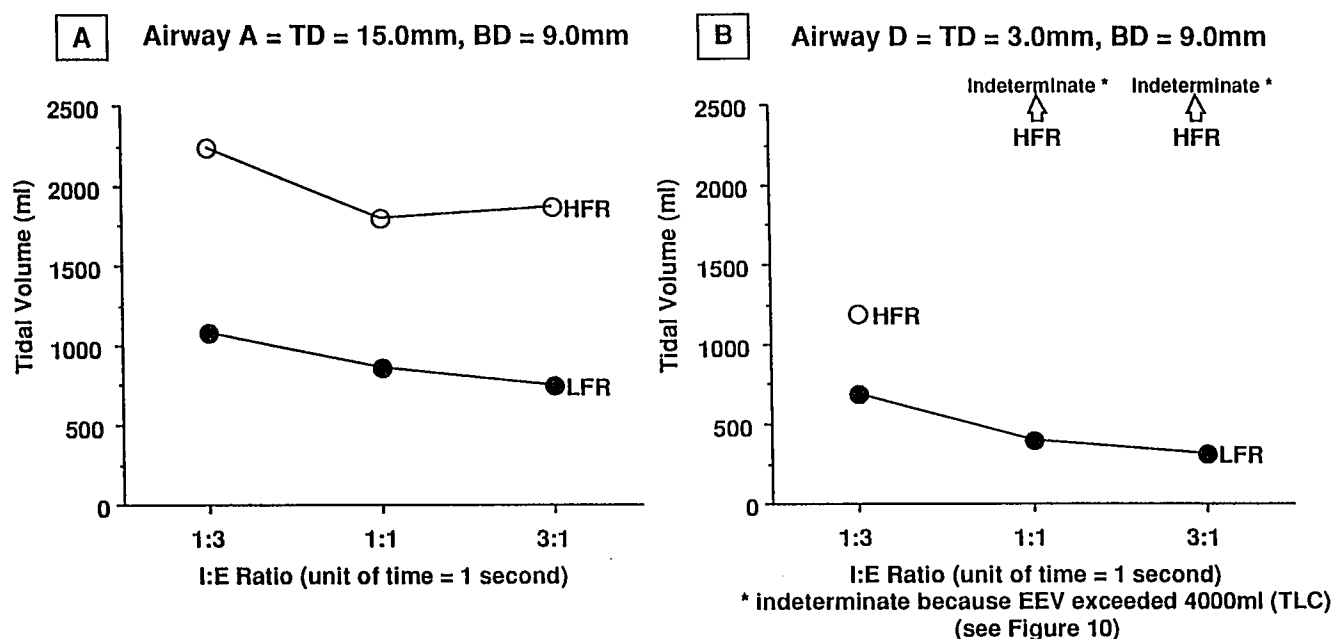 A Airway A = TD = 15.0mm, BD = 9.0mm
Tidal Volume (ml)
2500
2000
1500
1000
500
0
HFR
LFR
1:3 1:1 3:1
I:E Ratio (unit of time = 1 second)
B Airway D = TD = 3.0mm, BD = 9.0mm
Indeterminate * Indeterminate *
HFR HFR
Tidal Volume (ml)
2500
2000
1500
1000
500
0
HFR
LFR
1:3 1:1 3:1
I:E Ratio (unit of time = 1 second)
* indeterminate because EEV exceeded 4000ml (TLC)
(see Figure 10)